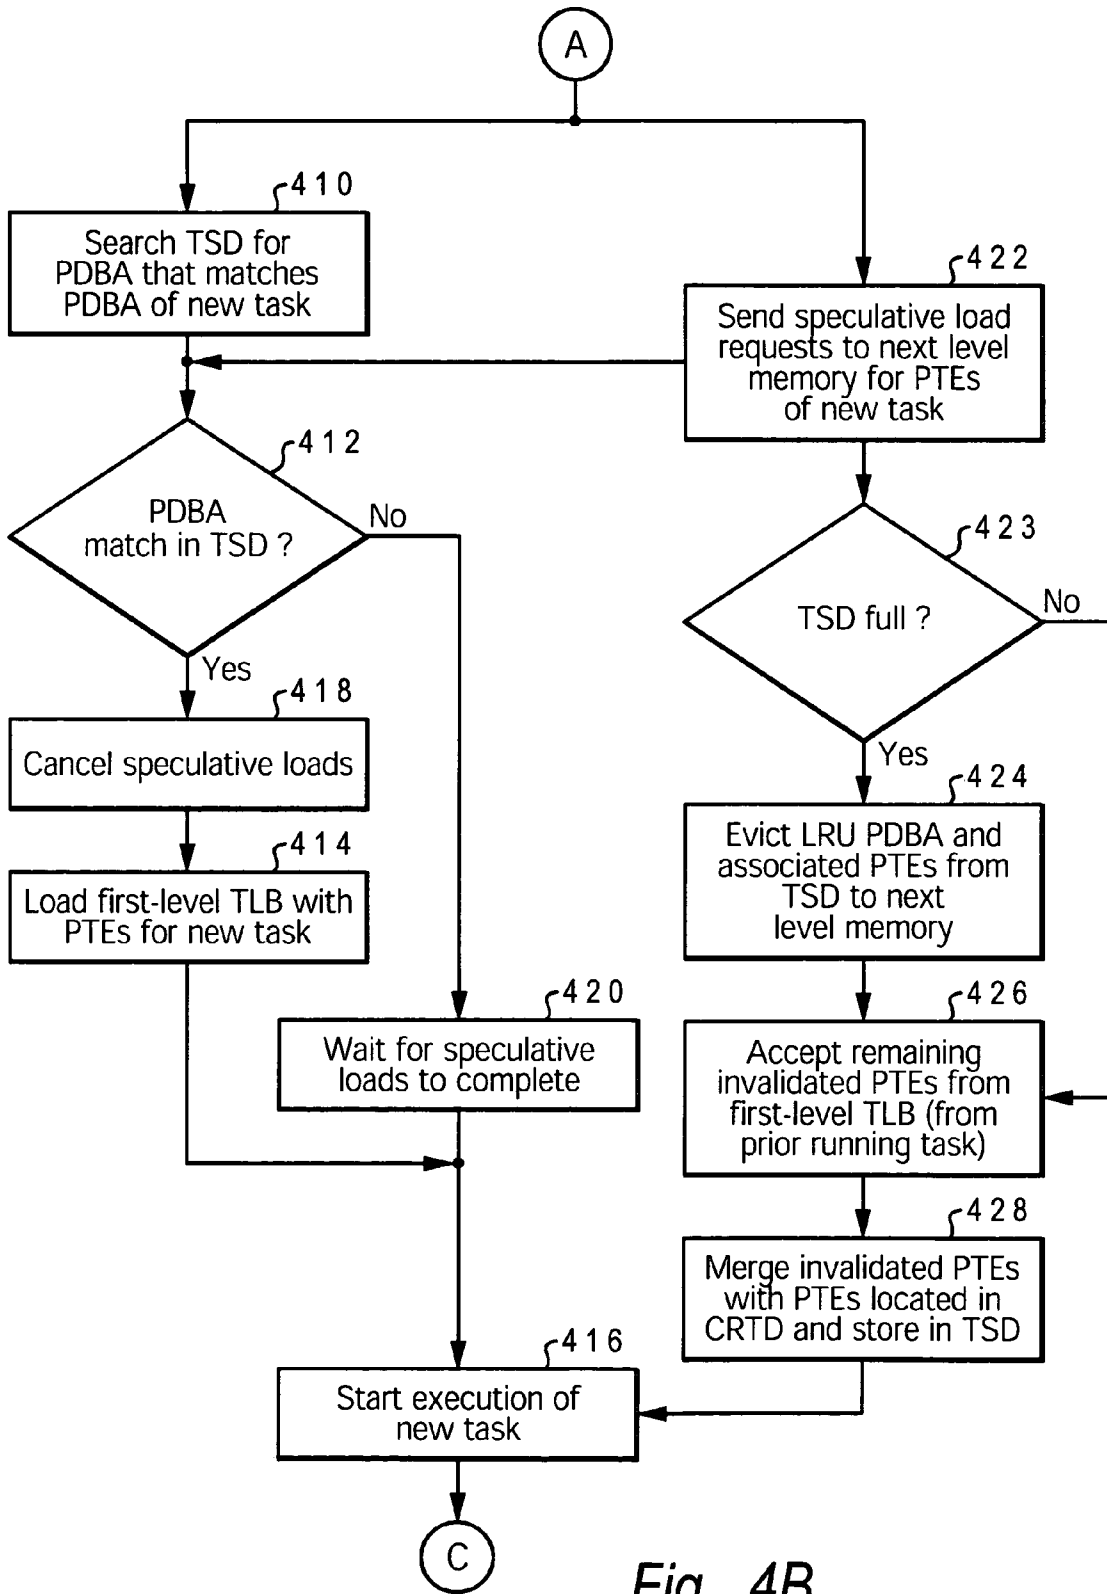 A
410
Search TSD for
PDBA that matches
PDBA of new task
422
Send speculative load
requests to next level
memory for PTEs
of new task
412
PDBA
match in TSD ?
No
Yes
423
TSD full ?
No
Yes
418
Cancel speculative loads
414
Load first-level TLB with
PTEs for new task
424
Evict LRU PDBA and
associated PTEs from
TSD to next
level memory
420
Wait for speculative
loads to complete
426
Accept remaining
invalidated PTEs from
first-level TLB (from
prior running task)
428
Merge invalidated PTEs
with PTEs located in
CRTD and store in TSD
416
Start execution of
new task
C
Fig. 4B